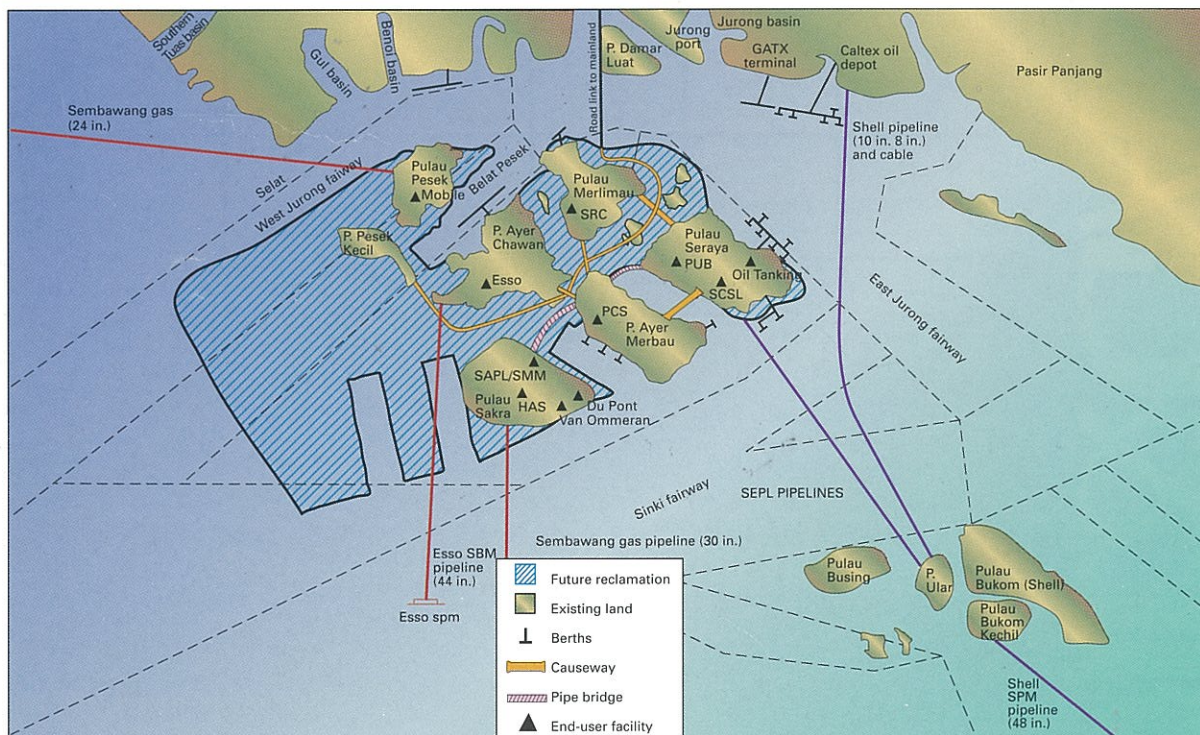 Southern
Tuas basin
Gul basin
Benoi basin
Road link to mainland
P. Damar
Luat
Jurong
port
Jurong basin
GATX
terminal
Caltex oil
depot
Pasir Panjang
Sembawang gas
(24 in.)
Shell pipeline
(10 in. 8 in.)
and cable
Selat
West Jurong faiway
Belat Pesek
Pulau
Pesek
Mobile
Pulau
Merlimau
SRC
P. Pesek
Kecil
P. Ayer
Chawan
Esso
Pulau
Seraya
PUB
Oil Tanking
SCSL
East Jurong fairway
PCS
P. Ayer
Merbau
SAPL/SMM
Pulau
Sakra
HAS
Du Pont
Van Ommeran
Sinki fairway
SEPL PIPELINES
Sembawang gas pipeline (30 in.)
Esso SBM
pipeline
(44 in.)
Esso spm
Pulau Busing
P.
Ular
Pulau
Bukom (Shell)
Pulau
Bukom
Kechil
Shell
SPM
pipeline
(48 in.)
Future reclamation
Existing land
Berths
Causeway
Pipe bridge
End-user facility